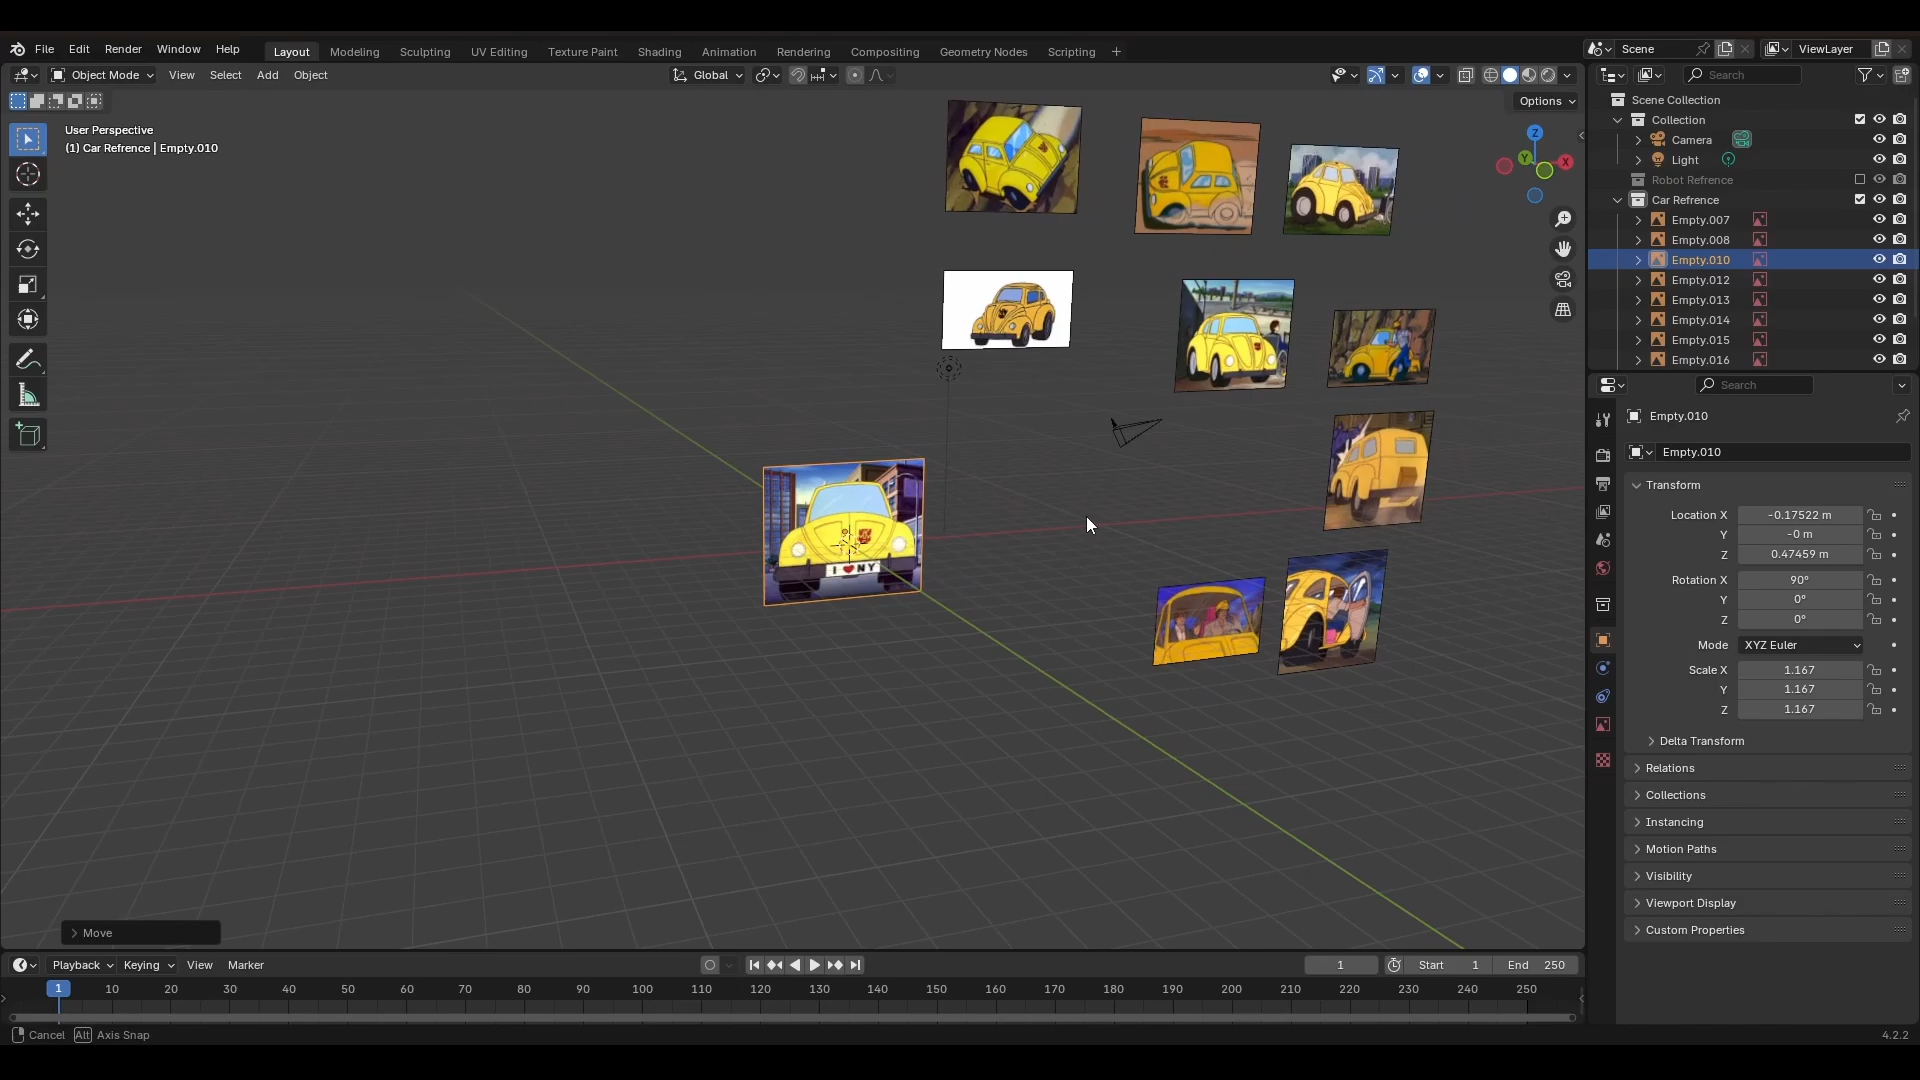 File Edit Render Window Help Layout Modeling Sculpting UV Editing Texture Paint Shading Animation Rendering Compositing Geometry Nodes Scripting + Scene ViewLayer
Object Mode View Select Add Object Global
Options
User Perspective
(1) Car Refrence | Empty.010
Z
Y
X
I ❤ NY
Move
Search
Scene Collection
Collection
Camera
Light
Robot Refrence
Car Refrence
Empty.007
Empty.008
Empty.010
Empty.012
Empty.013
Empty.014
Empty.015
Empty.016
Search
Empty.010
Empty.010
Transform
Location X -0.17522 m
Y -0 m
Z 0.47459 m
Rotation X 90°
Y 0°
Z 0°
Mode XYZ Euler
Scale X 1.167
Y 1.167
Z 1.167
Delta Transform
Relations
Collections
Instancing
Motion Paths
Visibility
Viewport Display
Custom Properties
Playback Keying View Marker 1 Start 1 End 250
1 10 20 30 40 50 60 70 80 90 100 110 120 130 140 150 160 170 180 190 200 210 220 230 240 250
Cancel Alt Axis Snap 4.2.2